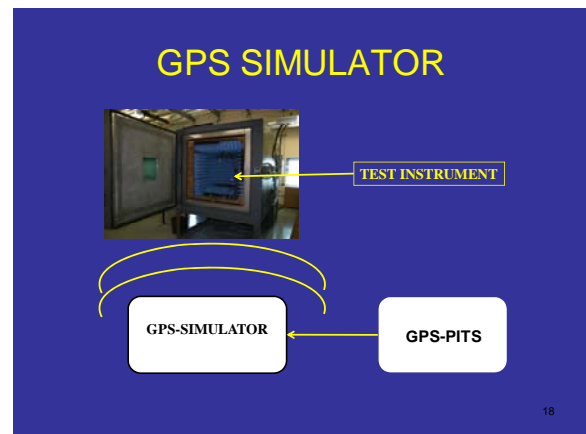 GPS SIMULATOR
TEST INSTRUMENT
GPS-SIMULATOR
GPS-PITS
18